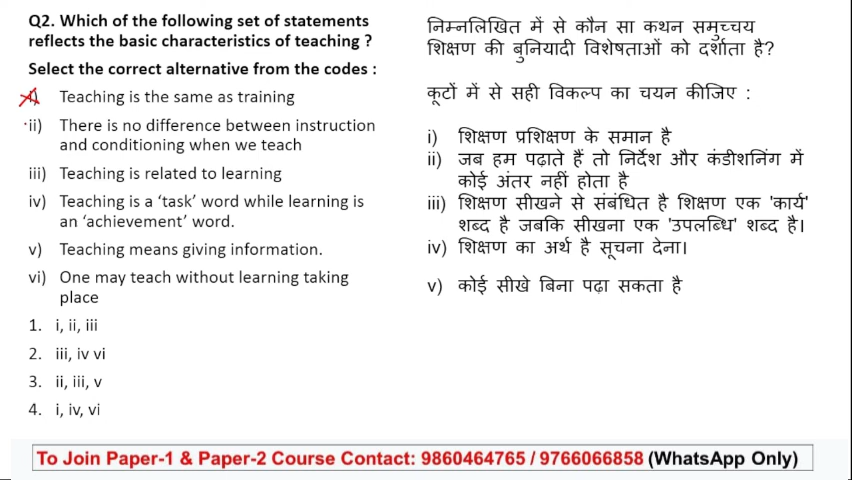 Q2. Which of the following set of statements
reflects the basic characteristics of teaching ?
Select the correct alternative from the codes :
i) Teaching is the same as training
ii) There is no difference between instruction
and conditioning when we teach
iii) Teaching is related to learning
iv) Teaching is a ‘task’ word while learning is
an ‘achievement’ word.
v) Teaching means giving information.
vi) One may teach without learning taking
place
1. i, ii, iii
2. iii, iv vi
3. ii, iii, v
4. i, iv, vi
निम्नलिखित में से कौन सा कथन समुच्चय
शिक्षण की बुनियादी विशेषताओं को दर्शाता है?
कूटों में से सही विकल्प का चयन कीजिए :
i) शिक्षण प्रशिक्षण के समान है
ii) जब हम पढ़ाते हैं तो निर्देश और कंडीशनिंग में
कोई अंतर नहीं होता है
iii) शिक्षण सीखने से संबंधित है शिक्षण एक 'कार्य'
शब्द है जबकि सीखना एक 'उपलब्धि' शब्द है।
iv) शिक्षण का अर्थ है सूचना देना।
v) कोई सीखे बिना पढ़ा सकता है
To Join Paper-1 & Paper-2 Course Contact: 9860464765 / 9766066858 (WhatsApp Only)